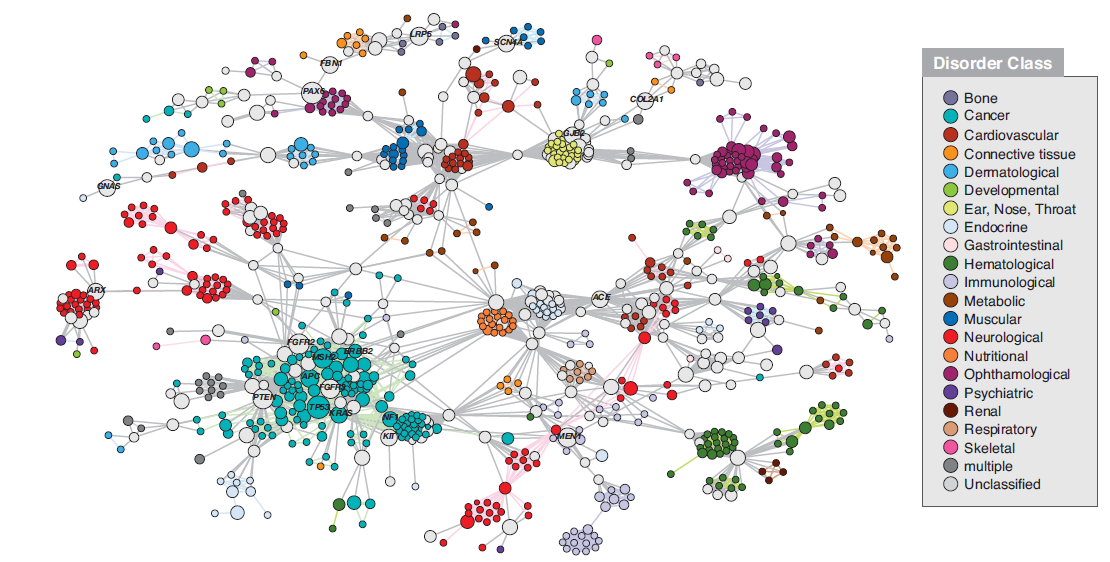 LRP5
SCN4A
FBN1
PAX6
COL2A1
GJB2
GNAS
ARX
ACE
FGFR2
ERBB2
MSH2
APC
FGFR3
PTEN
TP53
KRAS
NF1
KIT
MEN1
Disorder Class
Bone
Cancer
Cardiovascular
Connective tissue
Dermatological
Developmental
Ear, Nose, Throat
Endocrine
Gastrointestinal
Hematological
Immunological
Metabolic
Muscular
Neurological
Nutritional
Ophthamological
Psychiatric
Renal
Respiratory
Skeletal
multiple
Unclassified